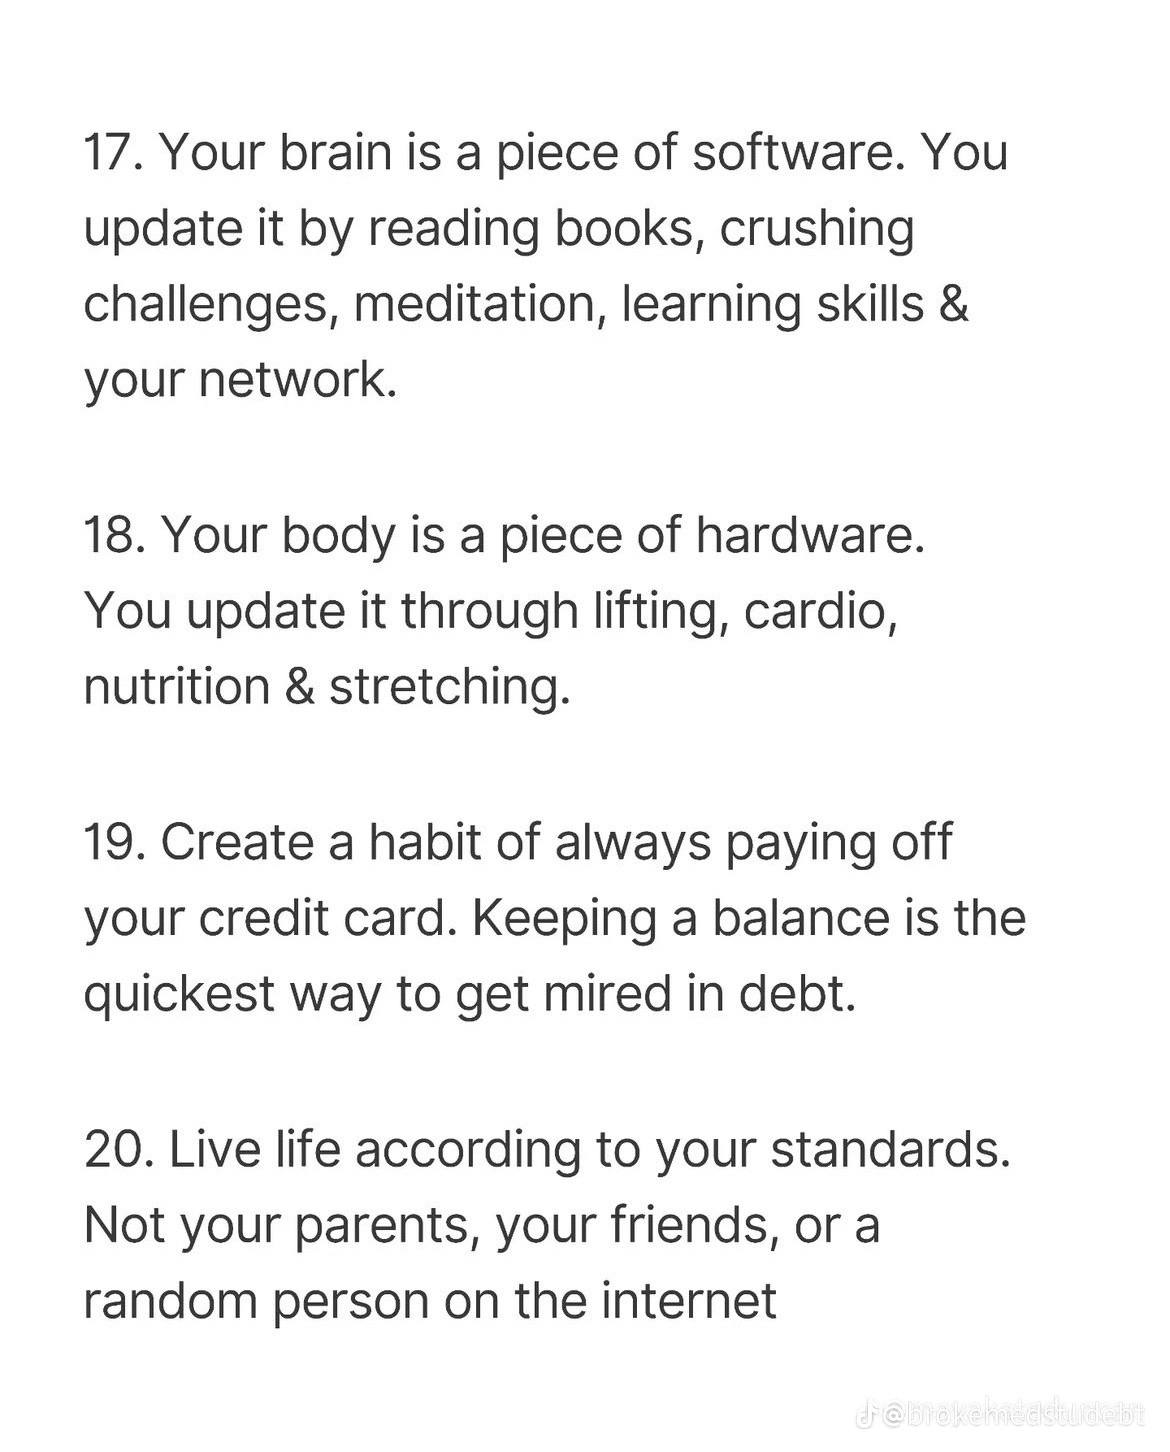 17. Your brain is a piece of software. You
update it by reading books, crushing
challenges, meditation, learning skills &
your network.
18. Your body is a piece of hardware.
You update it through lifting, cardio,
nutrition & stretching.
19. Create a habit of always paying off
your credit card. Keeping a balance is the
quickest way to get mired in debt.
20. Live life according to your standards.
Not your parents, your friends, or a
random person on the internet
@brokemedstudebt